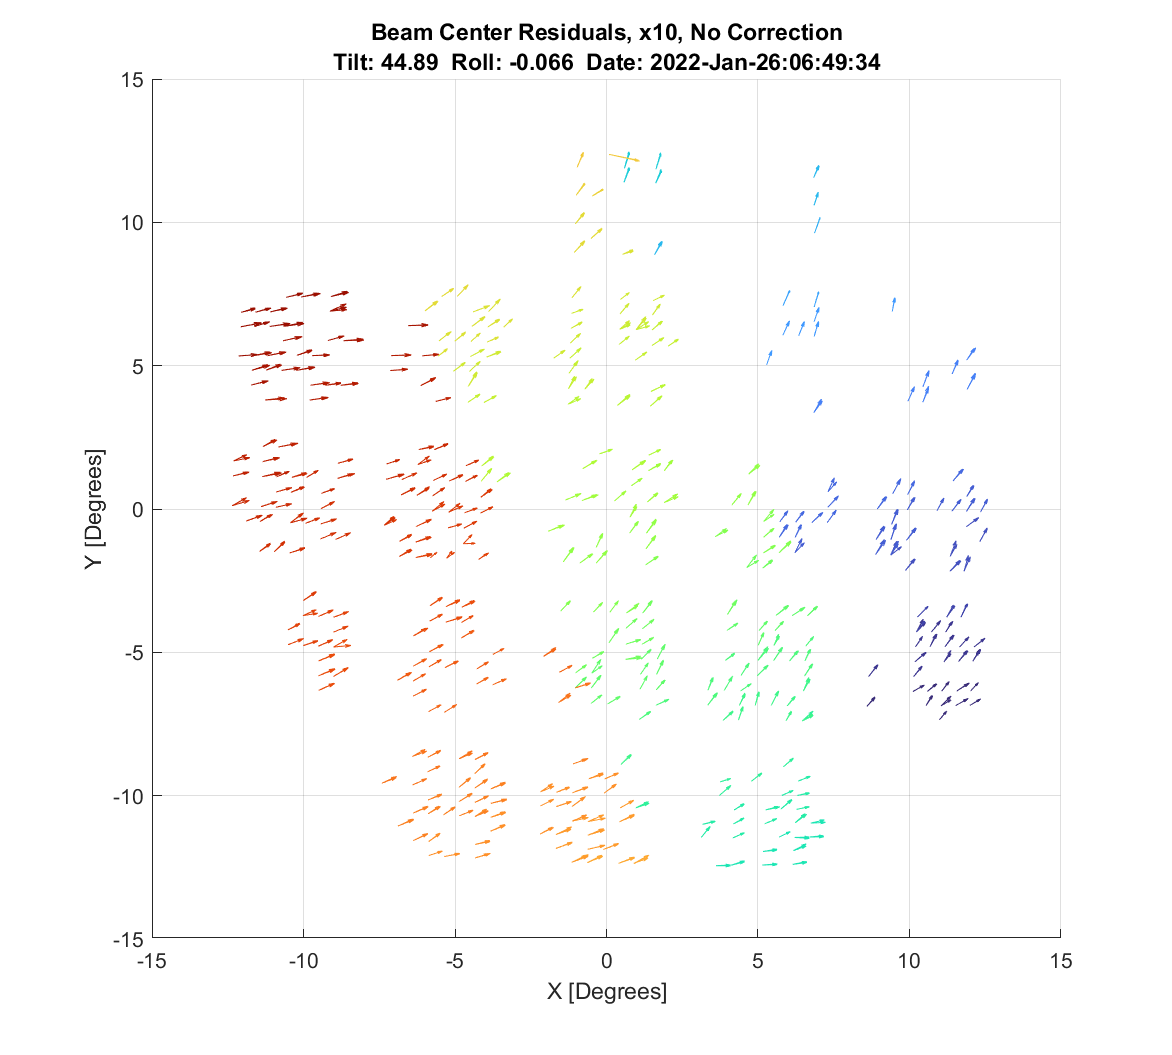 Beam Center Residuals, x10, No Correction
Tilt: 44.89 Roll: -0.066 Date: 2022-Jan-26:06:49:34
15
10
5
0
-5
-10
-15
Y [Degrees]
-15 -10 -5 0 5 10 15
X [Degrees]